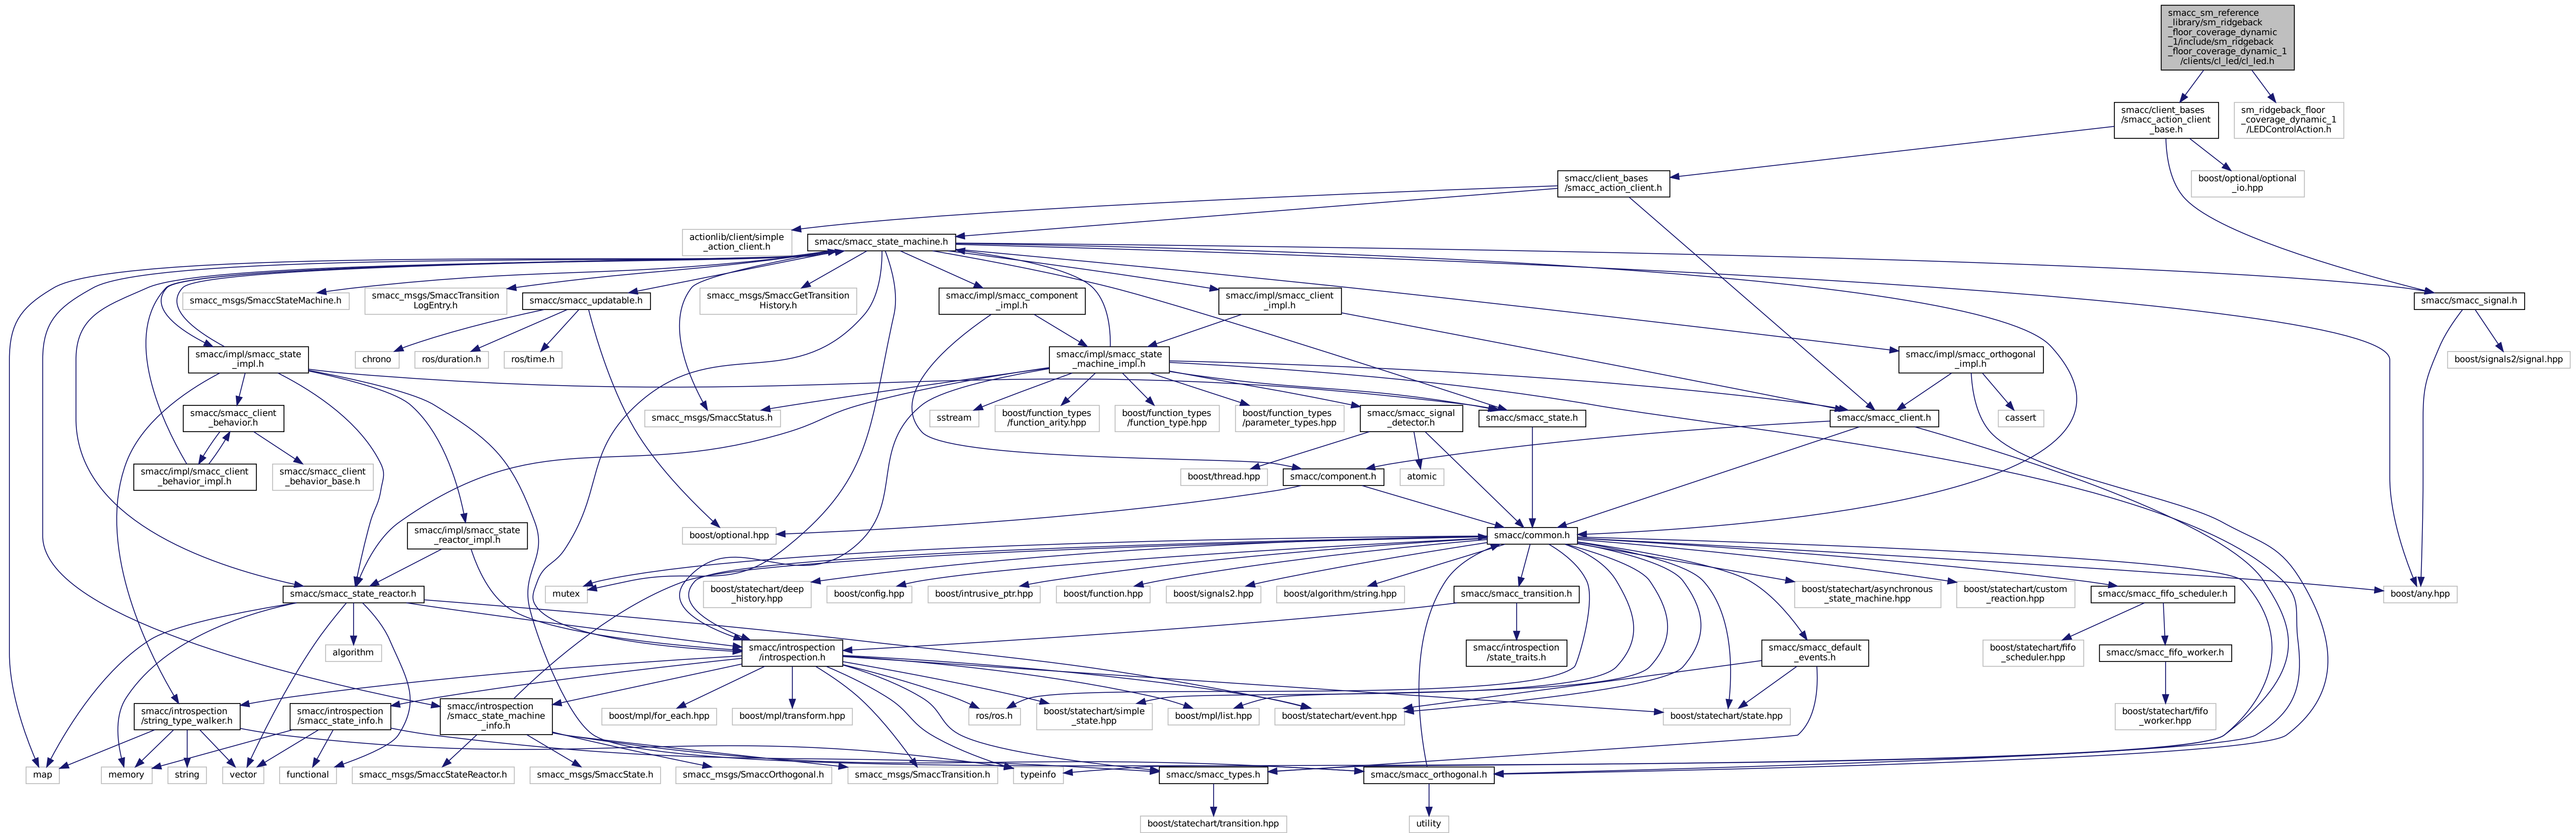 smacc_sm_reference
_library/sm_ridgeback
_floor_coverage_dynamic
_1/include/sm_ridgeback
_floor_coverage_dynamic_1
/clients/cl_led/cl_led.h
smacc/client_bases
/smacc_action_client
_base.h
sm_ridgeback_floor
_coverage_dynamic_1
/LEDControlAction.h
smacc/client_bases
/smacc_action_client.h
boost/optional/optional
_io.hpp
actionlib/client/simple
_action_client.h
smacc/smacc_state_machine.h
smacc_msgs/SmaccStateMachine.h
smacc_msgs/SmaccTransition
LogEntry.h
smacc/smacc_updatable.h
smacc_msgs/SmaccGetTransition
History.h
smacc/impl/smacc_component
_impl.h
smacc/impl/smacc_client
_impl.h
smacc/smacc_signal.h
smacc/impl/smacc_state
_impl.h
chrono
ros/duration.h
ros/time.h
smacc/impl/smacc_state
_machine_impl.h
smacc/impl/smacc_orthogonal
_impl.h
boost/signals2/signal.hpp
smacc/smacc_client
_behavior.h
smacc_msgs/SmaccStatus.h
sstream
boost/function_types
/function_arity.hpp
boost/function_types
/function_type.hpp
boost/function_types
/parameter_types.hpp
smacc/smacc_signal
_detector.h
smacc/smacc_state.h
smacc/smacc_client.h
cassert
smacc/impl/smacc_client
_behavior_impl.h
smacc/smacc_client
_behavior_base.h
boost/thread.hpp
smacc/component.h
atomic
smacc/impl/smacc_state
_reactor_impl.h
boost/optional.hpp
smacc/common.h
smacc/smacc_state_reactor.h
mutex
boost/statechart/deep
_history.hpp
boost/config.hpp
boost/intrusive_ptr.hpp
boost/function.hpp
boost/signals2.hpp
boost/algorithm/string.hpp
smacc/smacc_transition.h
boost/statechart/asynchronous
_state_machine.hpp
boost/statechart/custom
_reaction.hpp
smacc/smacc_fifo_scheduler.h
boost/any.hpp
algorithm
smacc/introspection
/introspection.h
smacc/introspection
/state_traits.h
smacc/smacc_default
_events.h
boost/statechart/fifo
_scheduler.hpp
smacc/smacc_fifo_worker.h
smacc/introspection
/string_type_walker.h
smacc/introspection
/smacc_state_info.h
smacc/introspection
/smacc_state_machine
_info.h
boost/mpl/for_each.hpp
boost/mpl/transform.hpp
ros/ros.h
boost/statechart/simple
_state.hpp
boost/mpl/list.hpp
boost/statechart/event.hpp
boost/statechart/state.hpp
boost/statechart/fifo
_worker.hpp
map
memory
string
vector
functional
smacc_msgs/SmaccStateReactor.h
smacc_msgs/SmaccState.h
smacc_msgs/SmaccOrthogonal.h
smacc_msgs/SmaccTransition.h
typeinfo
smacc/smacc_types.h
smacc/smacc_orthogonal.h
boost/statechart/transition.hpp
utility